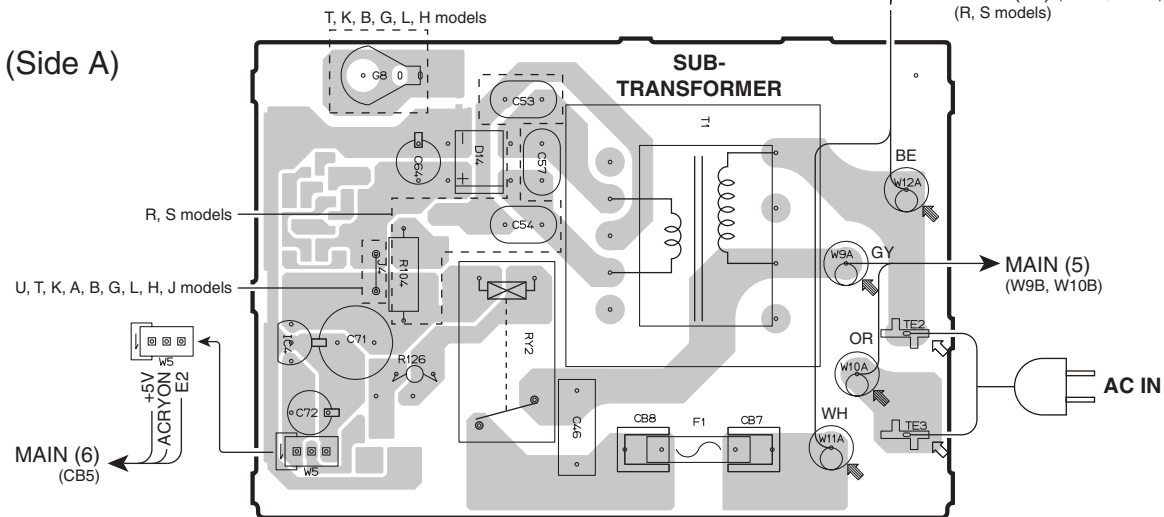 T, K, B, G, L, H models
(R, S models)
(Side A)
G8
SUB-
TRANSFORMER
C53
T1
C64
D14
C57
BE
W12A
R, S models
C54
J4
R104
W9A
GY
MAIN (5)
(W9B, W10B)
U, T, K, A, B, G, L, H, J models
TE2
IC4
C71
RY2
OR
W5
R126
W10A
AC IN
+5V
ACRYON
E2
C72
C46
CB8
F1
CB7
WH
TE3
W11A
MAIN (6)
(CB5)
W5